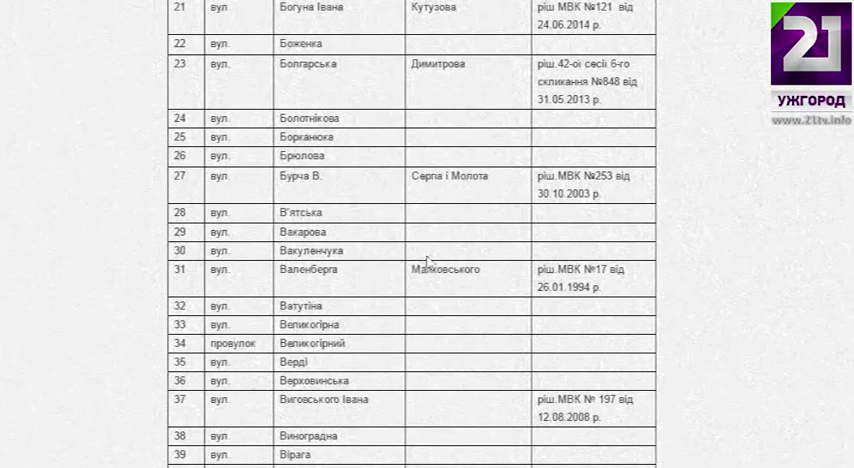 21 вул. Богуна Івана Кутузова ріш.МВК №121 від
24.06.2014 р.
22 вул. Боженка
23 вул. Болгарська Димитрова ріш.42-ої сесії 6-го
скликання №848 від
31.05.2013 р.
24 вул. Болотнікова
25 вул. Борканюка
26 вул. Брюлова
27 вул. Бурча В. Серпа і Молота ріш.МВК №253 від
30.10.2003 р.
28 вул. В'ятська
29 вул. Вакарова
30 вул. Вакуленчука
31 вул. Валенберга Маяковського ріш.МВК №17 від
26.01.1994 р.
32 вул. Ватутіна
33 вул. Великогірна
34 провулок Великогірний
35 вул. Верді
36 вул. Верховинська
37 вул. Виговського Івана ріш.МВК № 197 від
12.08.2008 р.
38 вул. Виноградна
39 вул. Вірага
21
УЖГОРОД
www.21tv.info